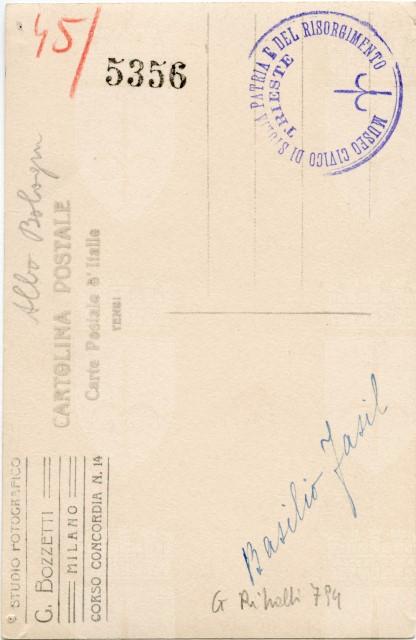 45/
5356
MUSEO CIVICO DI STORIA PATRIA E DEL RISORGIMENTO
TRIESTE
Albo Bologna
CARTOLINA POSTALE
Carte Postale d'Italie
TENSI
STUDIO FOTOGRAFICO
G. BOZZETTI
MILANO
CORSO CONCORDIA N. 14
Basilio Jasil
G 794